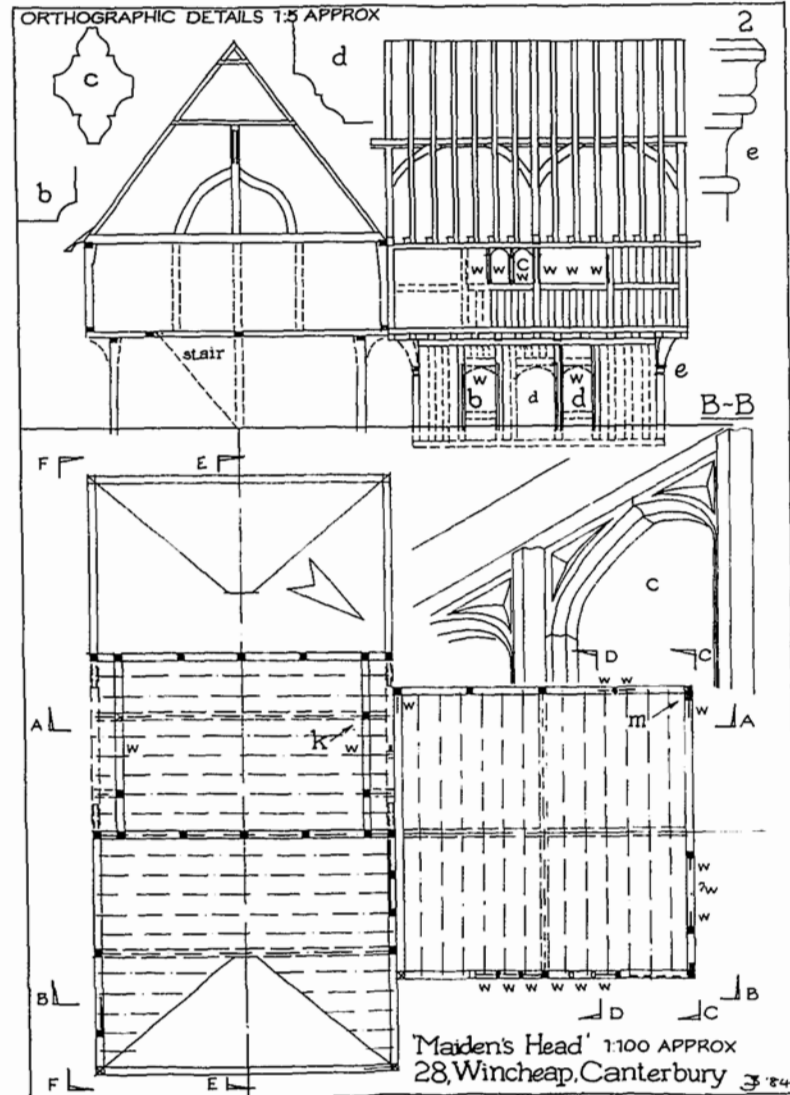 ORTHOGRAPHIC DETAILS 1:5 APPROX
2
c
d
e
b
w w c w w w
w
stair
w w
b d d
e
B-B
F E
c
D C
w w
A k w w
w m w A
w
?w
w
B w w w w w B
D C
'Maiden's Head' 1:100 APPROX
28, Wincheap, Canterbury
'84
F E